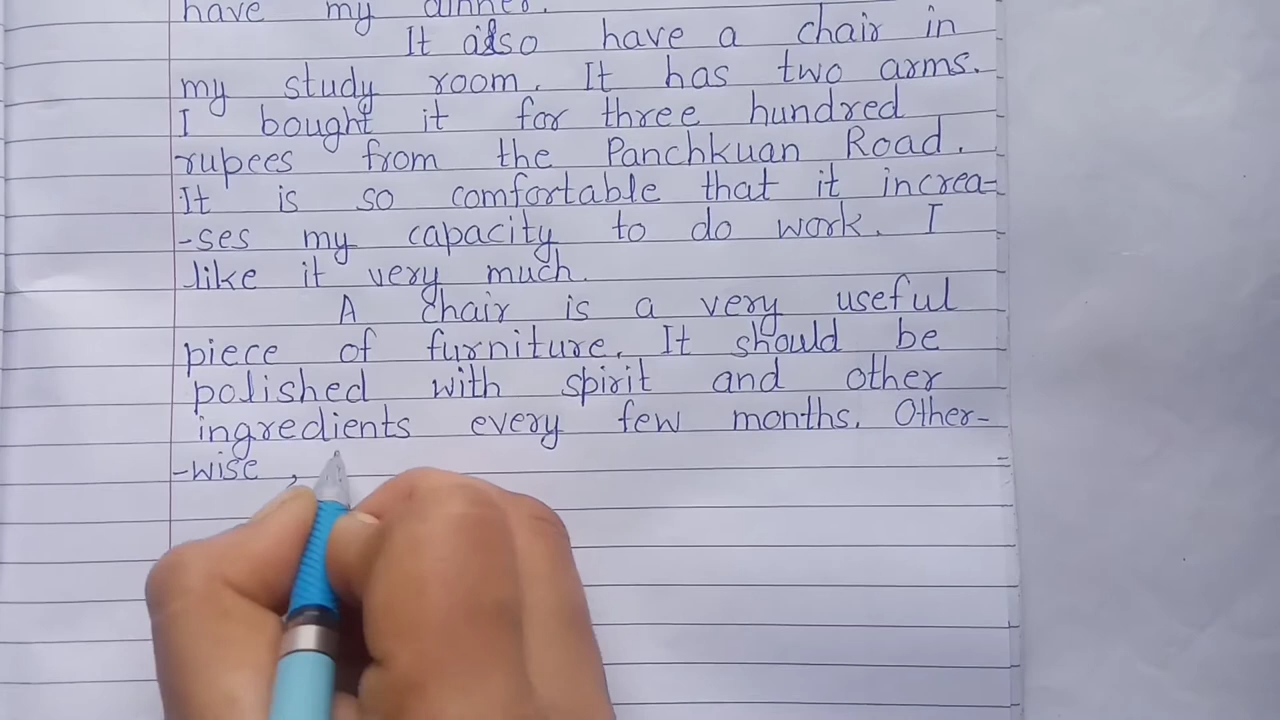 have my dinner.
It also have a chair in
my study room. It has two arms.
I bought it for three hundred
rupees from the Panchkuan Road.
It is so comfortable that it increa=
-ses my capacity to do work. I
like it very much.
A chair is a very useful
piece of furniture. It should be
polished with spirit and other
ingredients every few months. Other-
-wise ,